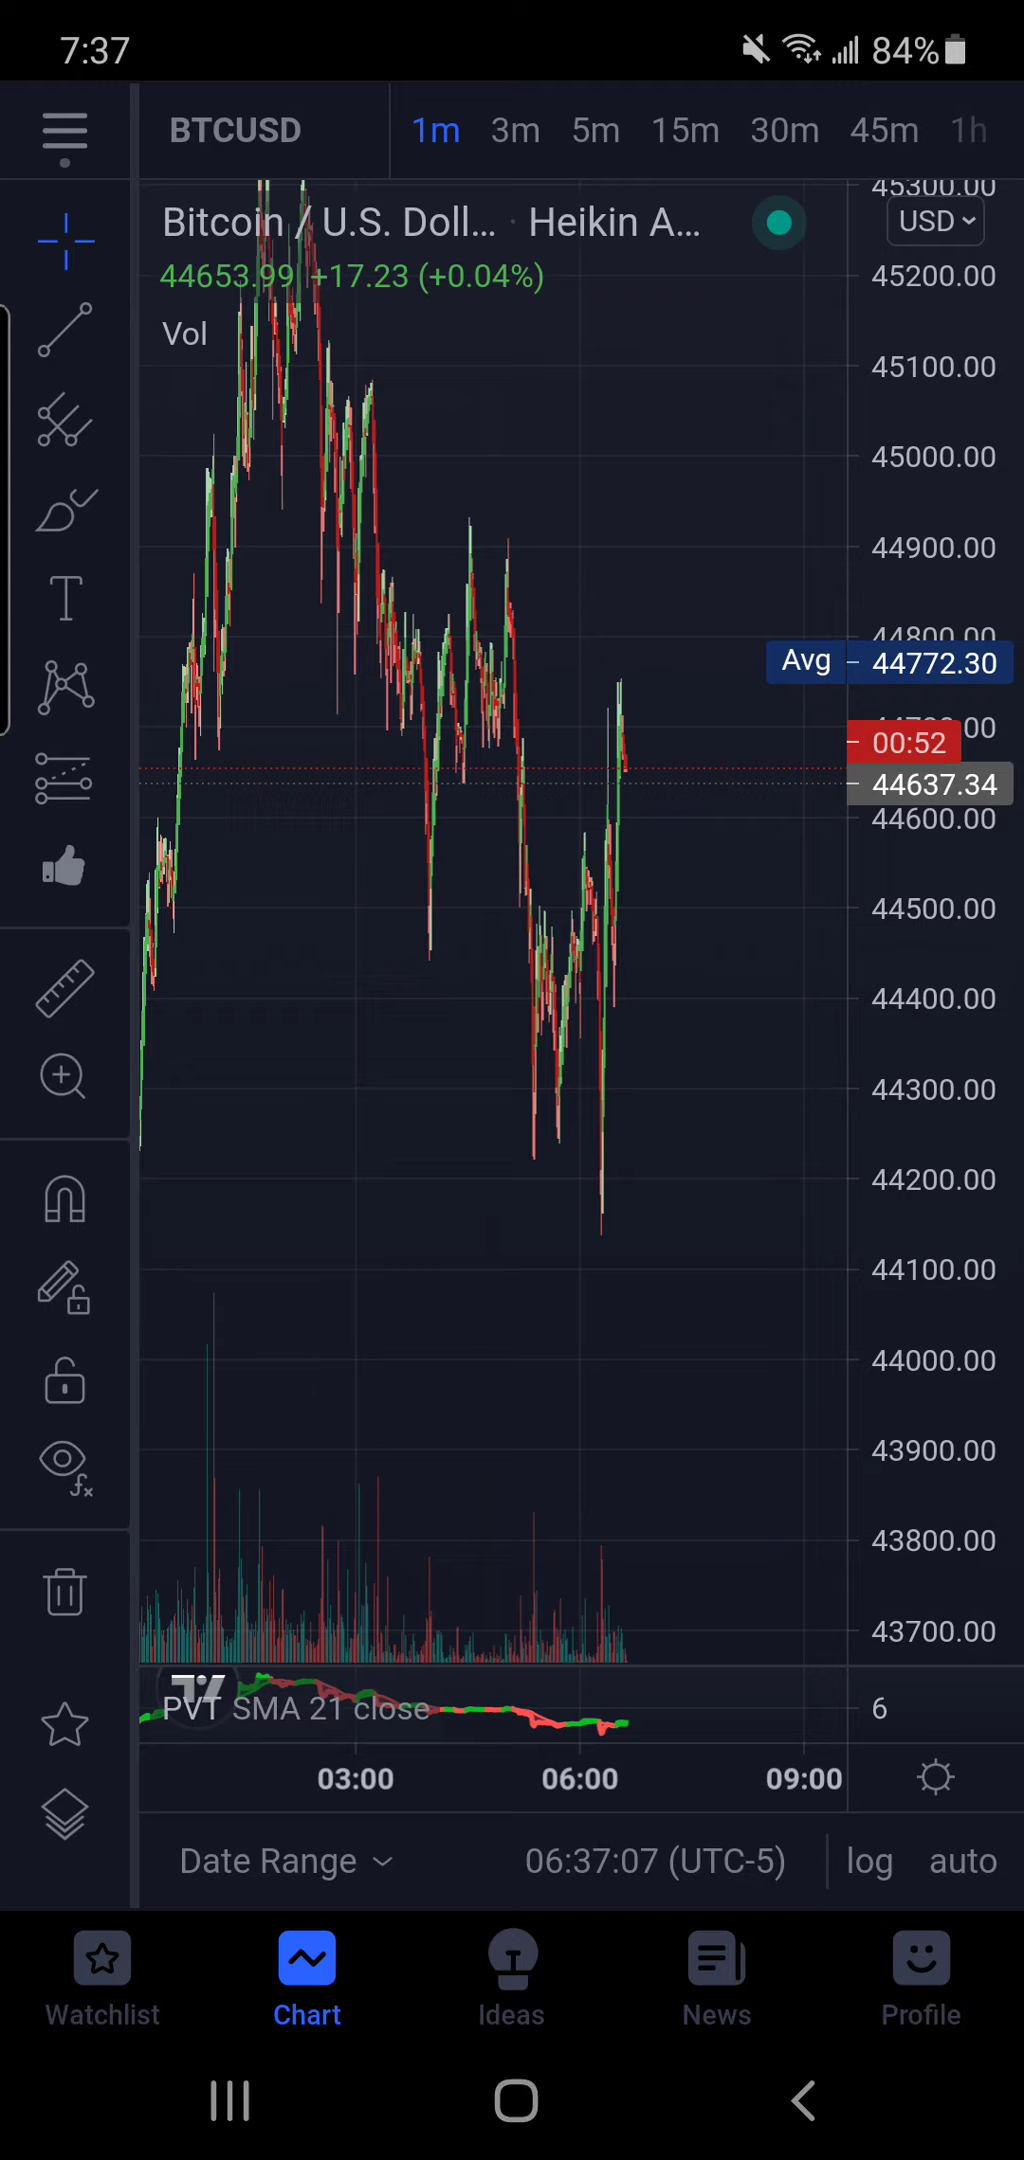 7:37
84%
BTCUSD 1m 3m 5m 15m 30m 45m 1h
45300.00
Bitcoin / U.S. Doll... · Heikin A...
USD
44653.99 +17.23 (+0.04%)
45200.00
Vol
45100.00
45000.00
44900.00
44800.00
Avg 44772.30
00:52
44637.34
44600.00
44500.00
44400.00
44300.00
44200.00
44100.00
44000.00
43900.00
43800.00
43700.00
PVT SMA 21 close
6
03:00 06:00 09:00
Date Range 06:37:07 (UTC-5) log auto
Watchlist Chart Ideas News Profile